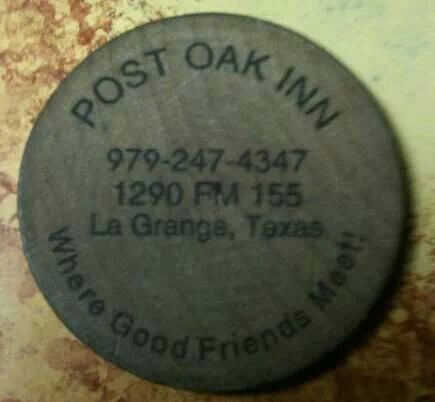 POST OAK INN
979-247-4347
1290 FM 155
La Grange, Texas
Where Good Friends Meet!